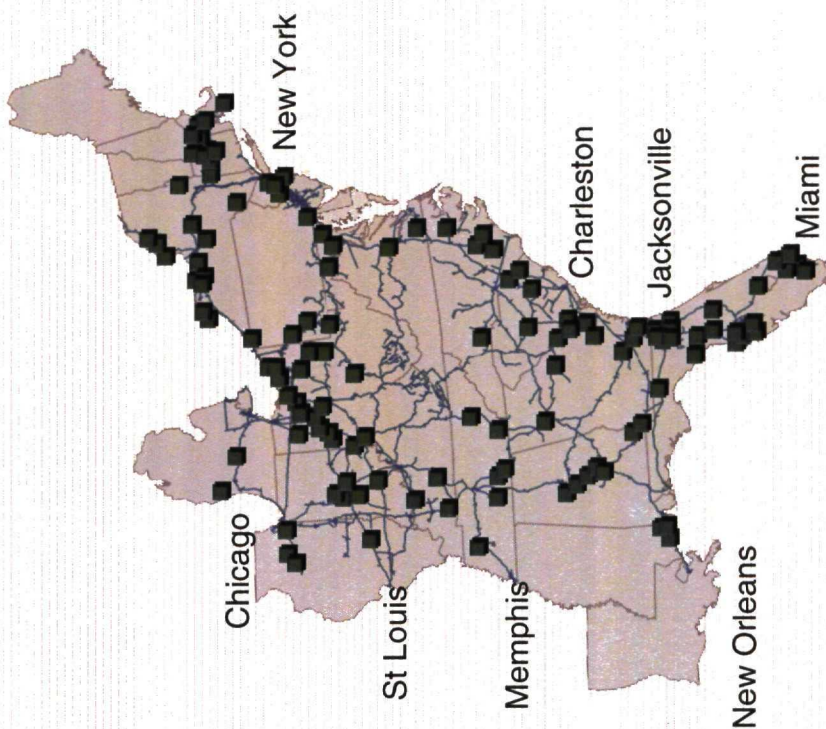 New York
Chicago
St Louis
Memphis
Charleston
Jacksonville
New Orleans
Miami